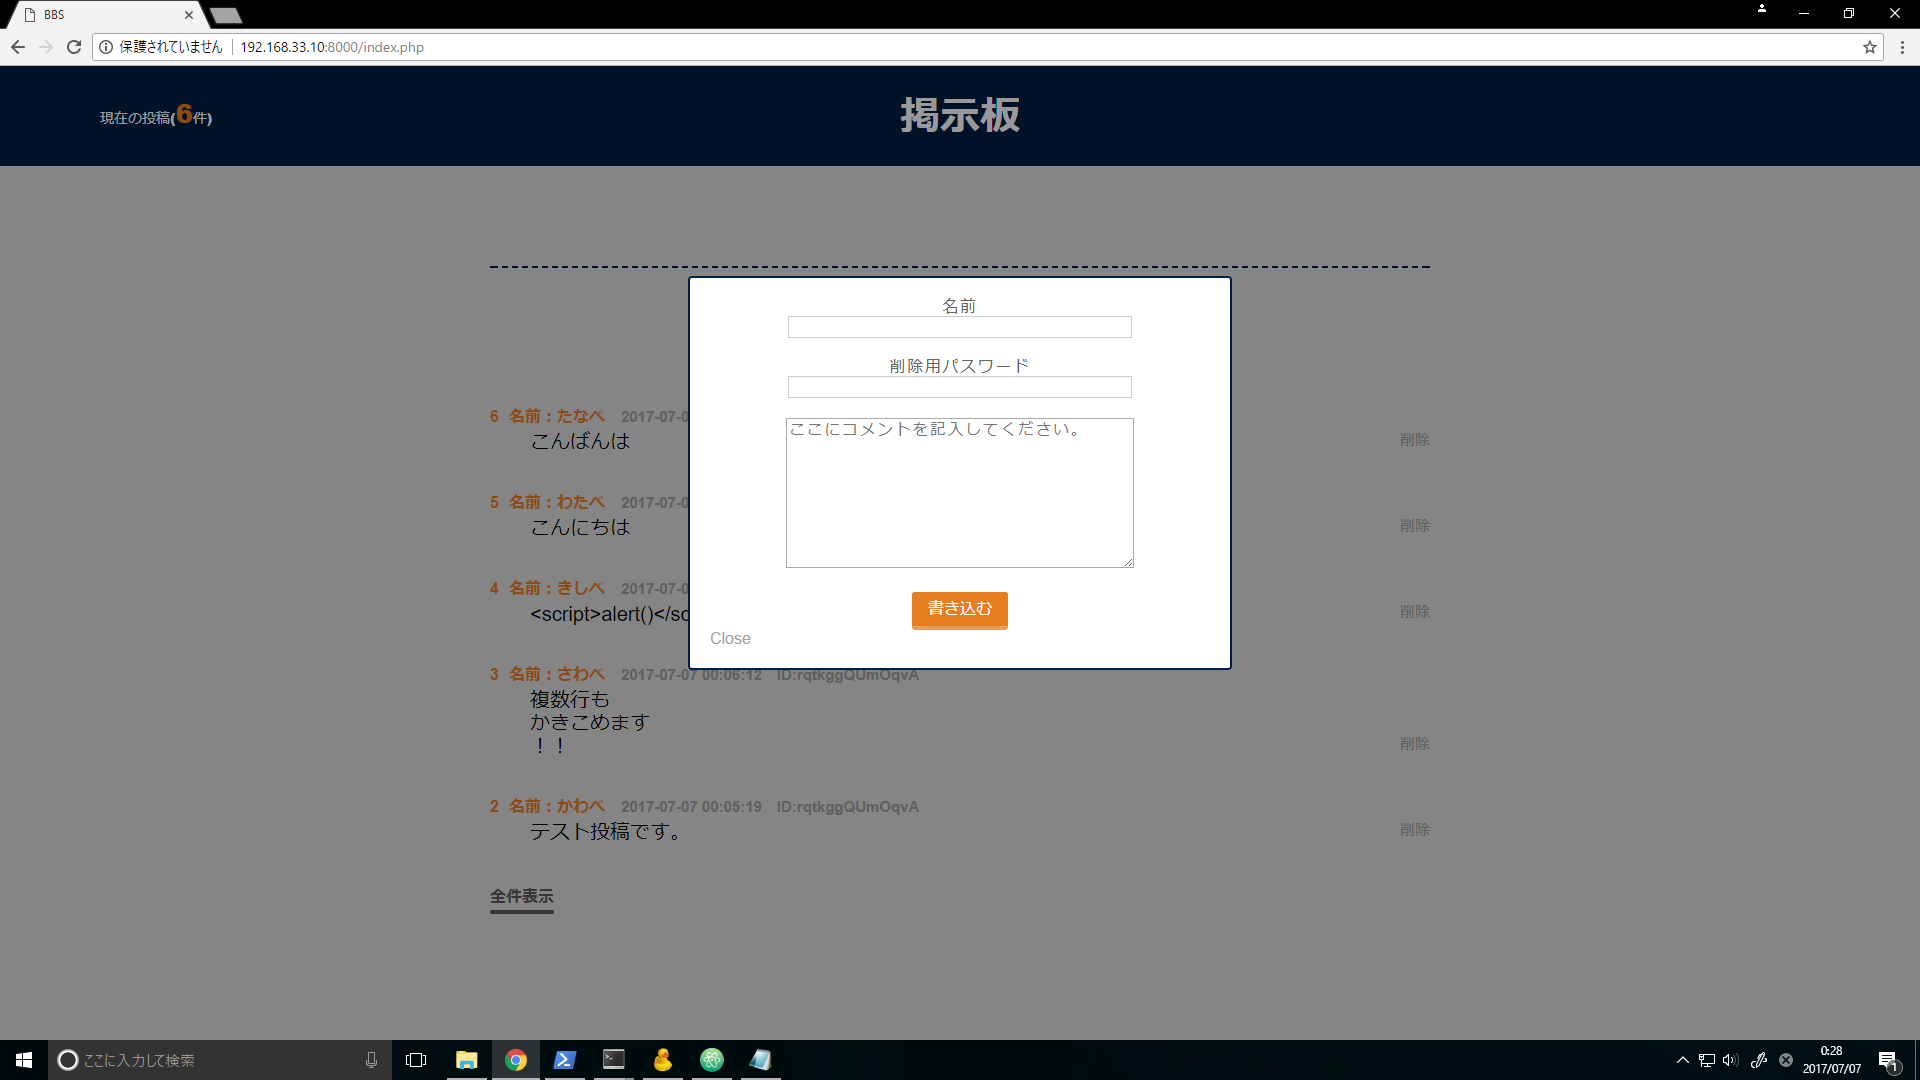 BBS
保護されていません 192.168.33.10:8000/index.php
現在の投稿(6件)
掲示板
名前
削除用パスワード
ここにコメントを記入してください。
書き込む
Close
6 名前：たなべ 2017-07-0
こんばんは
削除
5 名前：わたべ 2017-07-0
こんにちは
削除
4 名前：きしべ 2017-07-0
<script>alert()</sc
削除
3 名前：さわべ 2017-07-07 00:06:12 ID:rqtkggQUmOqvA
複数行も
かきこめます
！！
削除
2 名前：かわべ 2017-07-07 00:05:19 ID:rqtkggQUmOqvA
テスト投稿です。
削除
全件表示
ここに入力して検索
0:28
2017/07/07
1